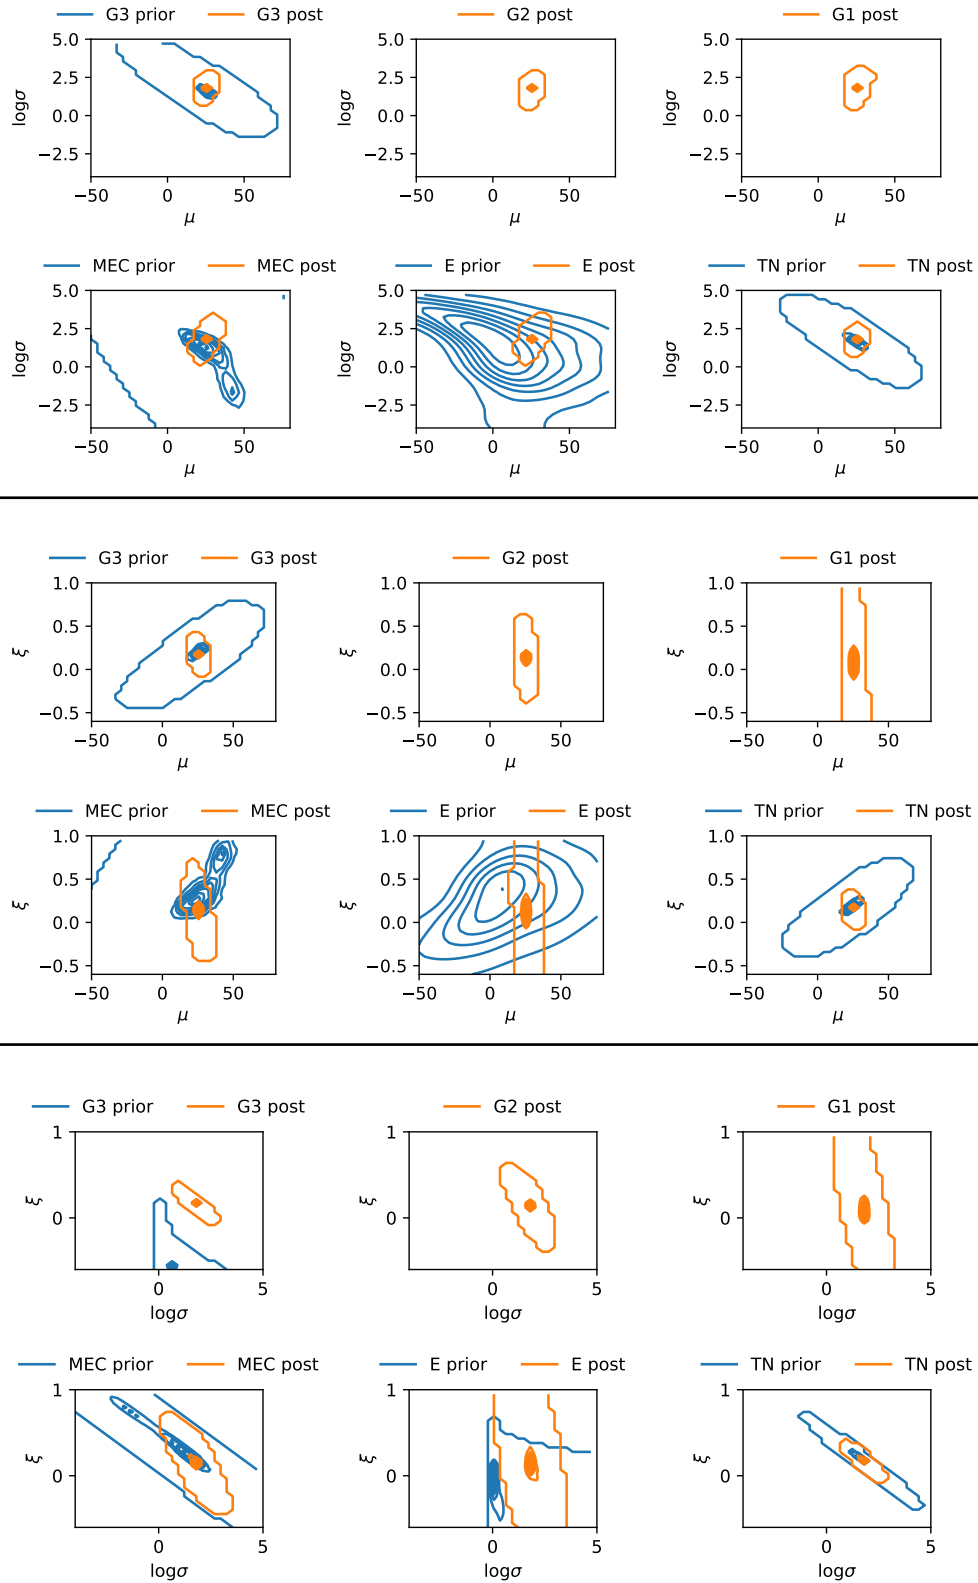 G3 prior G3 post G2 post G1 post
5.0 5.0 5.0
2.5 2.5 2.5
logσ logσ logσ
0.0 0.0 0.0
−2.5 −2.5 −2.5
−50 0 50 −50 0 50 −50 0 50
μ μ μ
MEC prior MEC post E prior E post TN prior TN post
5.0 5.0 5.0
2.5 2.5 2.5
logσ logσ logσ
0.0 0.0 0.0
−2.5 −2.5 −2.5
−50 0 50 −50 0 50 −50 0 50
μ μ μ
G3 prior G3 post G2 post G1 post
1.0 1.0 1.0
0.5 0.5 0.5
ξ ξ ξ
0.0 0.0 0.0
−0.5 −0.5 −0.5
−50 0 50 −50 0 50 −50 0 50
μ μ μ
MEC prior MEC post E prior E post TN prior TN post
1.0 1.0 1.0
0.5 0.5 0.5
ξ ξ ξ
0.0 0.0 0.0
−0.5 −0.5 −0.5
−50 0 50 −50 0 50 −50 0 50
μ μ μ
G3 prior G3 post G2 post G1 post
1 1 1
ξ ξ ξ
0 0 0
0 5 0 5 0 5
logσ logσ logσ
MEC prior MEC post E prior E post TN prior TN post
1 1 1
ξ ξ ξ
0 0 0
0 5 0 5 0 5
logσ logσ logσ